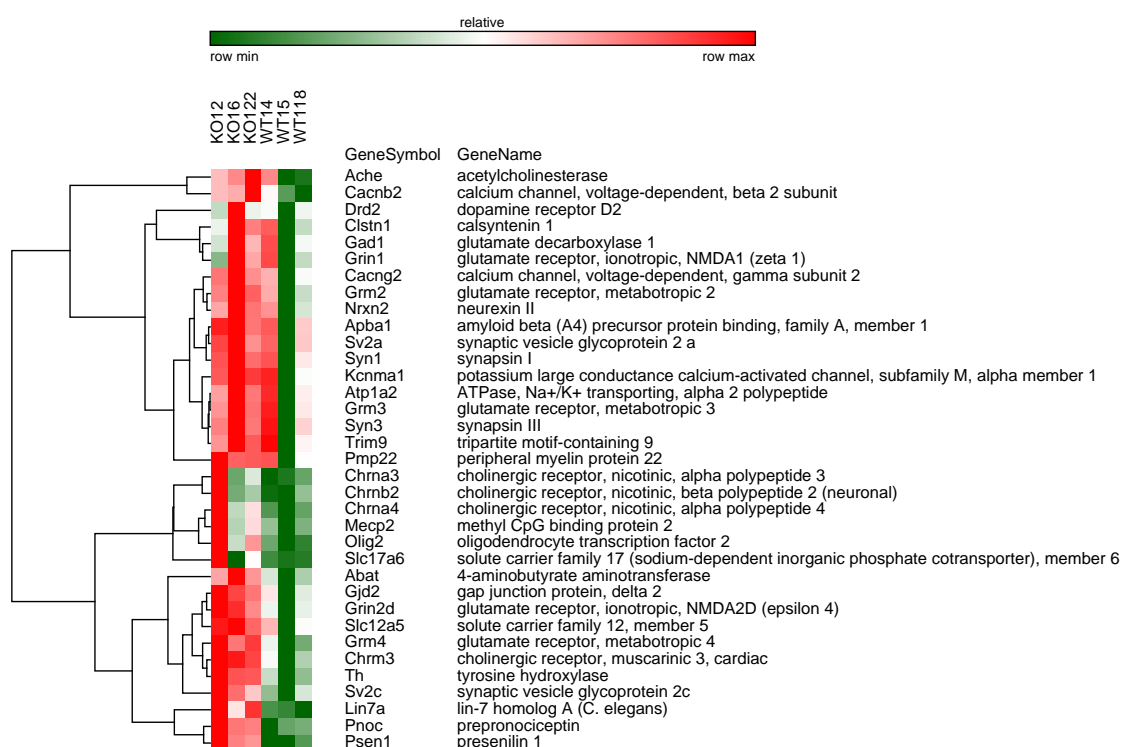 relative
row min row max
KO12 KO16 KO122 WT14 WT15 WT118
GeneSymbol GeneName
Ache acetylcholinesterase
Cacnb2 calcium channel, voltage-dependent, beta 2 subunit
Drd2 dopamine receptor D2
Clstn1 calsyntenin 1
Gad1 glutamate decarboxylase 1
Grin1 glutamate receptor, ionotropic, NMDA1 (zeta 1)
Cacng2 calcium channel, voltage-dependent, gamma subunit 2
Grm2 glutamate receptor, metabotropic 2
Nrxn2 neurexin II
Apba1 amyloid beta (A4) precursor protein binding, family A, member 1
Sv2a synaptic vesicle glycoprotein 2 a
Syn1 synapsin I
Kcnma1 potassium large conductance calcium-activated channel, subfamily M, alpha member 1
Atp1a2 ATPase, Na+/K+ transporting, alpha 2 polypeptide
Grm3 glutamate receptor, metabotropic 3
Syn3 synapsin III
Trim9 tripartite motif-containing 9
Pmp22 peripheral myelin protein 22
Chrna3 cholinergic receptor, nicotinic, alpha polypeptide 3
Chrnb2 cholinergic receptor, nicotinic, beta polypeptide 2 (neuronal)
Chrna4 cholinergic receptor, nicotinic, alpha polypeptide 4
Mecp2 methyl CpG binding protein 2
Olig2 oligodendrocyte transcription factor 2
Slc17a6 solute carrier family 17 (sodium-dependent inorganic phosphate cotransporter), member 6
Abat 4-aminobutyrate aminotransferase
Gjd2 gap junction protein, delta 2
Grin2d glutamate receptor, ionotropic, NMDA2D (epsilon 4)
Slc12a5 solute carrier family 12, member 5
Grm4 glutamate receptor, metabotropic 4
Chrm3 cholinergic receptor, muscarinic 3, cardiac
Th tyrosine hydroxylase
Sv2c synaptic vesicle glycoprotein 2c
Lin7a lin-7 homolog A (C. elegans)
Pnoc prepronociceptin
Psen1 presenilin 1